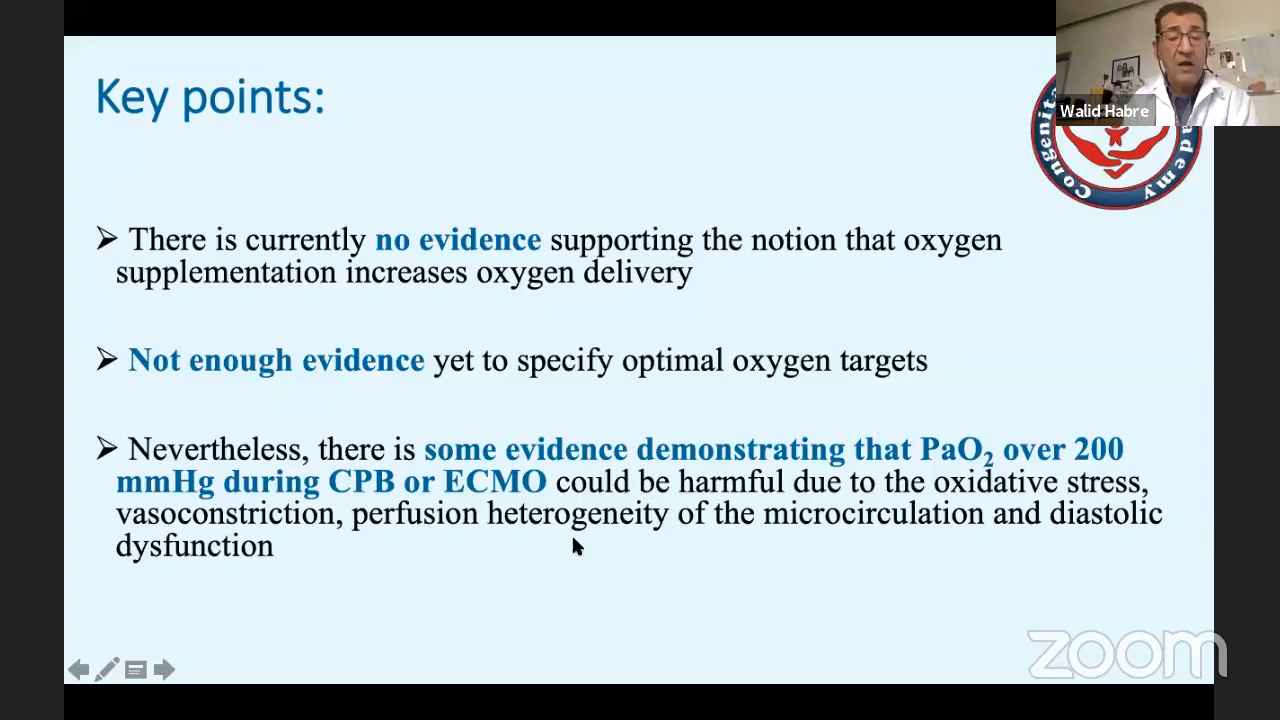 Key points:
Walid Habre
Congenit
ademy
➢ There is currently no evidence supporting the notion that oxygen
supplementation increases oxygen delivery
➢ Not enough evidence yet to specify optimal oxygen targets
➢ Nevertheless, there is some evidence demonstrating that PaO₂ over 200
mmHg during CPB or ECMO could be harmful due to the oxidative stress,
vasoconstriction, perfusion heterogeneity of the microcirculation and diastolic
dysfunction
zoom